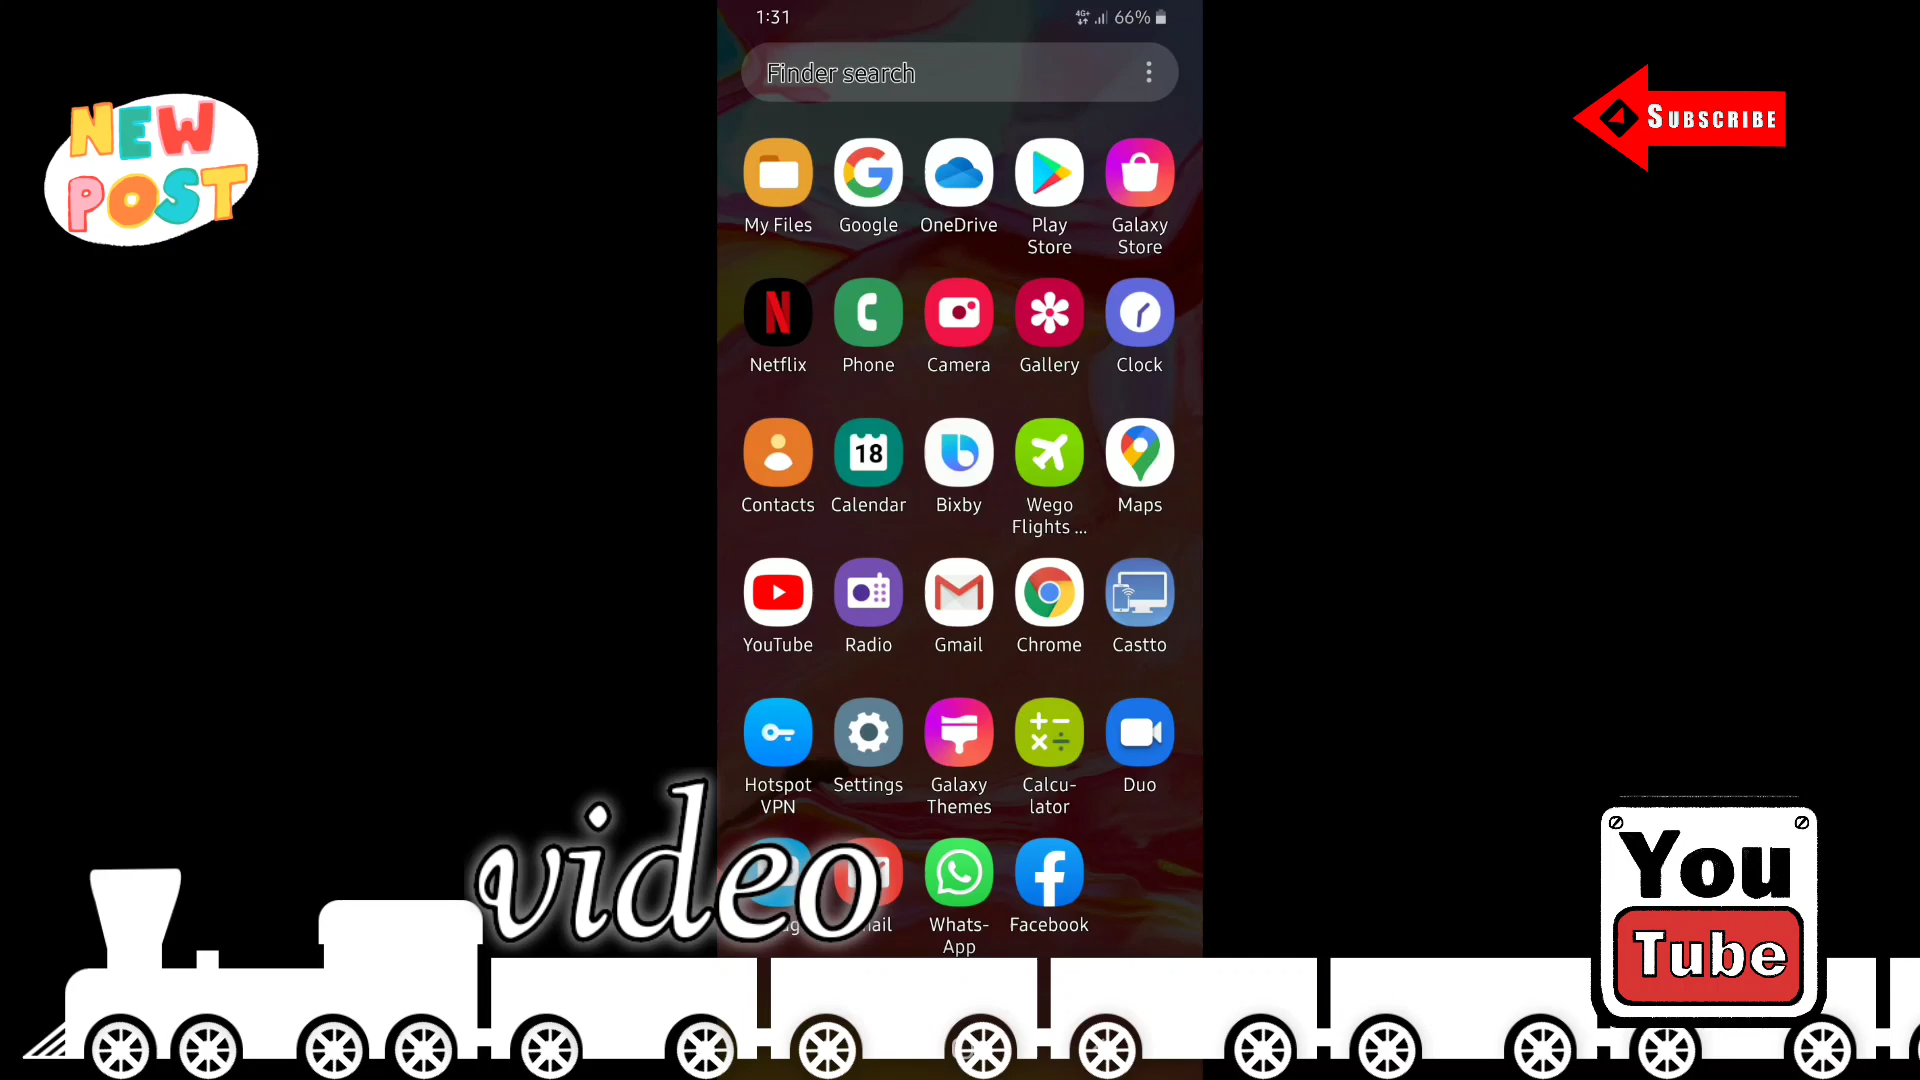 1:31
4G+ 66%
Finder search
NEW
POST
SUBSCRIBE
My Files Google OneDrive Play Store Galaxy Store
Netflix Phone Camera Gallery Clock
18
Contacts Calendar Bixby Wego Flights ... Maps
YouTube Radio Gmail Chrome Castto
Hotspot VPN Settings Galaxy Themes Calcu-lator Duo
video
Whats-App Facebook
You
Tube